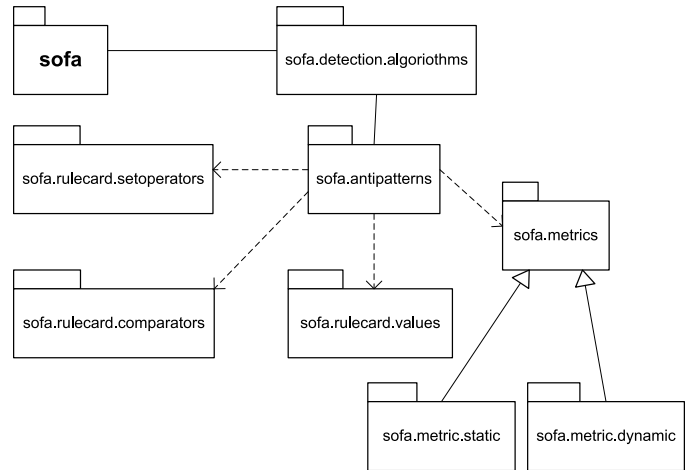 sofa
sofa.detection.algoriothms
sofa.rulecard.setoperators
sofa.antipatterns
sofa.metrics
sofa.rulecard.comparators
sofa.rulecard.values
sofa.metric.static
sofa.metric.dynamic